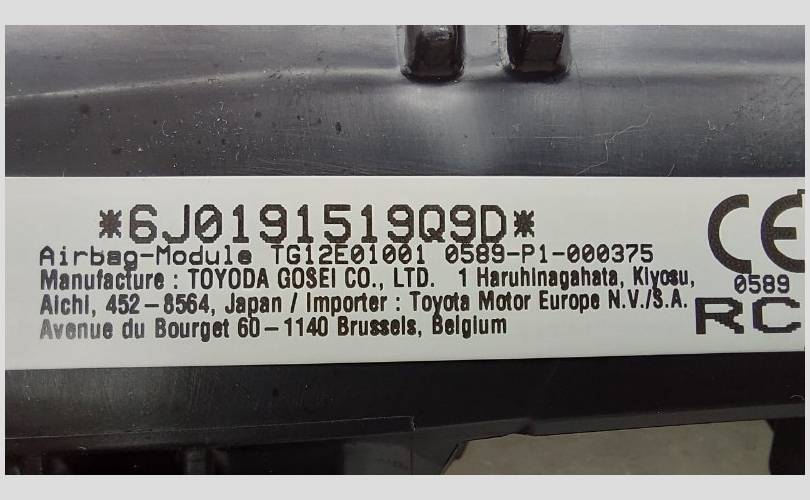 *6J0191519Q9D*
Airbag-Module TG12E01001 0589-P1-000375
Manufacture : TOYODA GOSEI CO., LTD. 1 Haruhinagahata, Kiyosu,
Aichi, 452-8564, Japan / Importer : Toyota Motor Europe N.V./S.A.
Avenue du Bourget 60-1140 Brussels, Belgium
CE
0589
RC